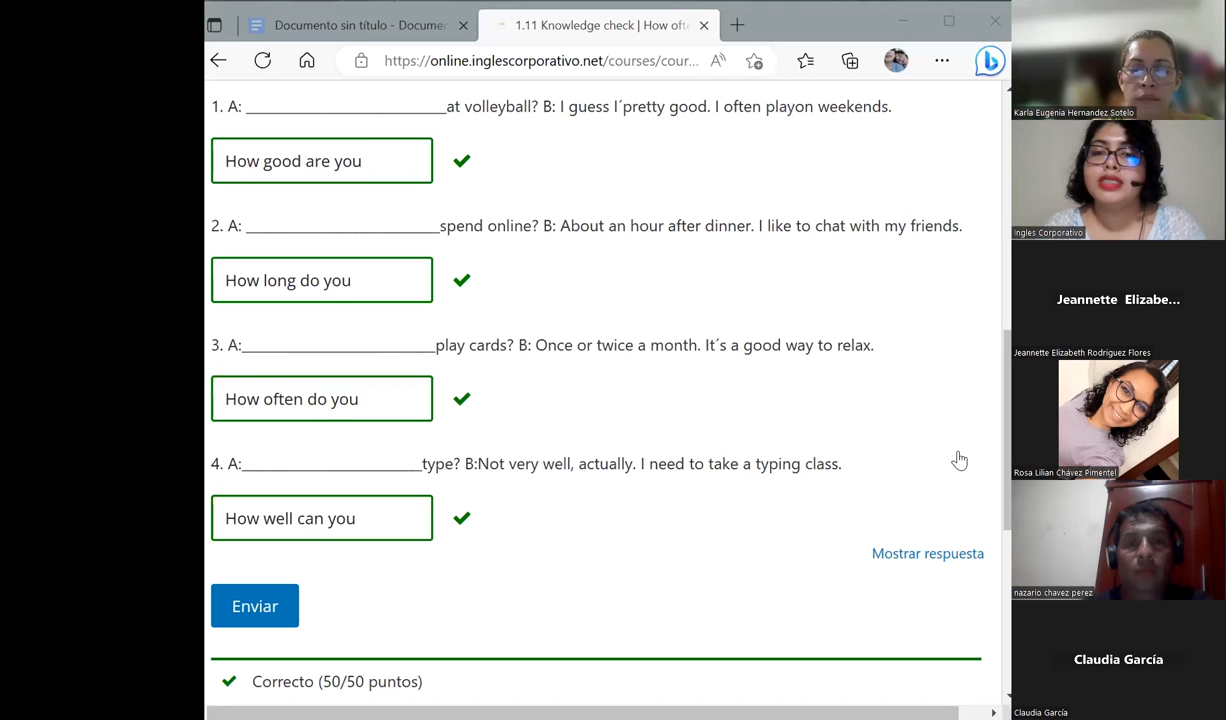 Documento sin título - Documen
1.11 Knowledge check | How ofte
https://online.inglescorporativo.net/courses/cour...
1. A: ________________________at volleyball? B: I guess I´pretty good. I often playon weekends.
How good are you
2. A: ________________________spend online? B: About an hour after dinner. I like to chat with my friends.
How long do you
3. A:________________________play cards? B: Once or twice a month. It´s a good way to relax.
How often do you
4. A:______________________type? B:Not very well, actually. I need to take a typing class.
How well can you
Mostrar respuesta
Enviar
Correcto (50/50 puntos)
Karla Eugenia Hernandez Sotelo
Ingles Corporativo
Jeannette Elizabe...
Jeannette Elizabeth Rodríguez Flores
Rosa Lilian Chávez Pimentel
nazario chavez perez
Claudia García
Claudia García